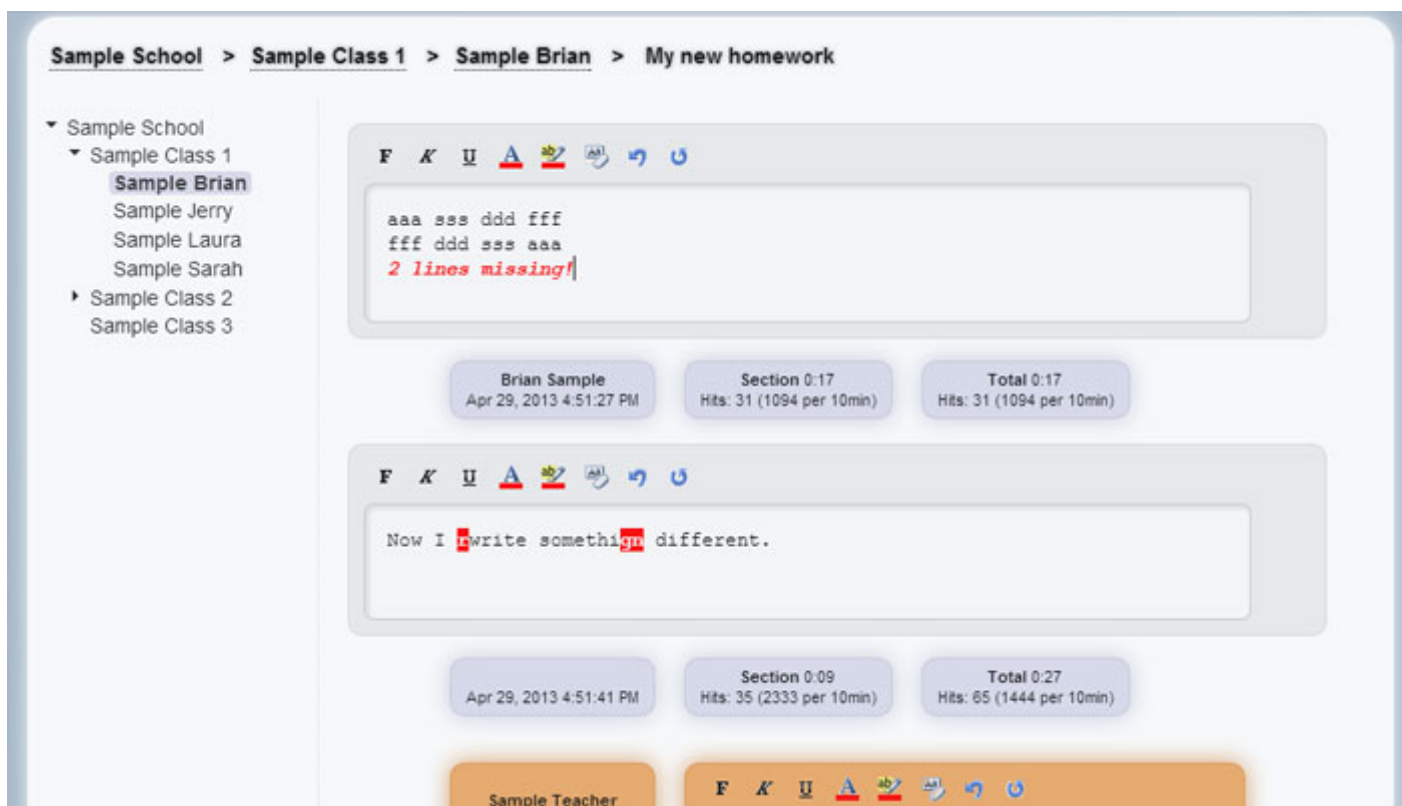 Sample School > Sample Class 1 > Sample Brian > My new homework
Sample School
Sample Class 1
Sample Brian
Sample Jerry
Sample Laura
Sample Sarah
Sample Class 2
Sample Class 3
F K U A ab
aaa sss ddd fff
fff ddd sss aaa
2 lines missing!
Brian Sample
Apr 29, 2013 4:51:27 PM
Section 0:17
Hits: 31 (1094 per 10min)
Total 0:17
Hits: 31 (1094 per 10min)
F K U A ab
Now I rwrite somethign different.
Apr 29, 2013 4:51:41 PM
Section 0:09
Hits: 35 (2333 per 10min)
Total 0:27
Hits: 65 (1444 per 10min)
Sample Teacher
F K U A ab